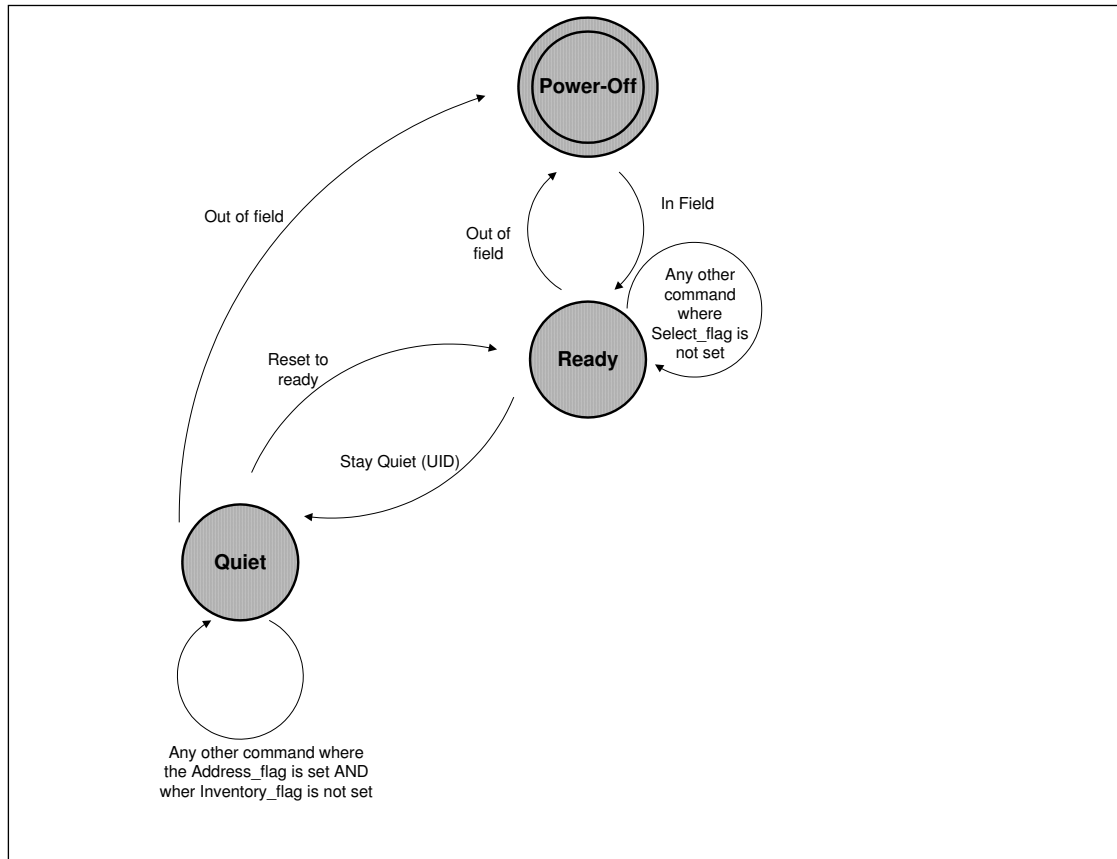 Power-Off
Out of field
In Field
Out of
field
Any other
command
where
Select_flag is
not set
Reset to
ready
Ready
Stay Quiet (UID)
Quiet
Any other command where
the Address_flag is set AND
wher Inventory_flag is not set